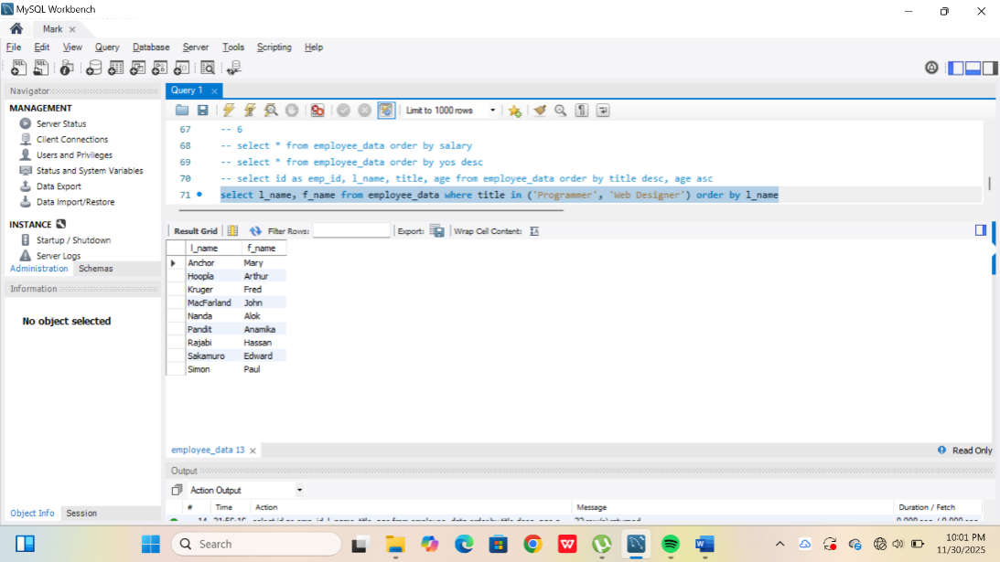 MySQL Workbench
Mark
File Edit View Query Database Server Tools Scripting Help
Navigator
MANAGEMENT
Server Status
Client Connections
Users and Privileges
Status and System Variables
Data Export
Data Import/Restore
INSTANCE
Startup / Shutdown
Server Logs
Administration Schemas
Information
No object selected
Object Info Session
Query 1
Limit to 1000 rows
67 -- 6
68 -- select * from employee_data order by salary
69 -- select * from employee_data order by yos desc
70 -- select id as emp_id, l_name, title, age from employee_data order by title desc, age asc
71 select l_name, f_name from employee_data where title in ('Programmer', 'Web Designer') order by l_name
Result Grid Filter Rows: Export: Wrap Cell Content:
l_name f_name
Anchor Mary
Hoopla Arthur
Kruger Fred
MacFarland John
Nanda Alok
Pandit Anamika
Rajabi Hassan
Sakamuro Edward
Simon Paul
employee_data 13
Read Only
Output
Action Output
# Time Action Message Duration / Fetch
Search
10:01 PM
11/30/2025